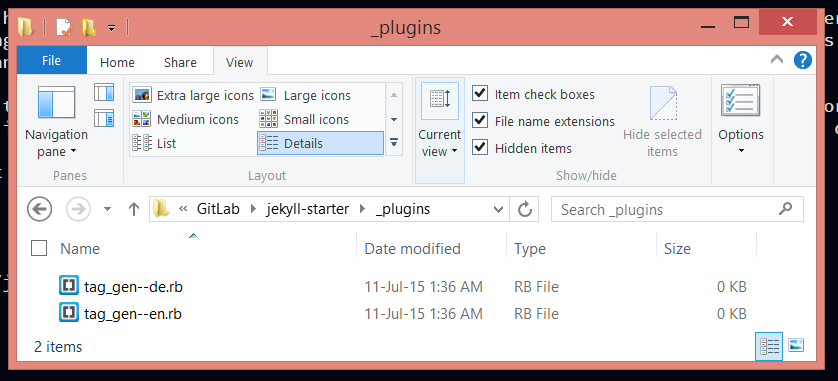 _plugins
File Home Share View
Extra large icons Large icons
Medium icons Small icons
List Details
Navigation pane
Current view
Item check boxes
File name extensions
Hidden items
Hide selected items
Options
Panes Layout Show/hide
« GitLab jekyll-starter _plugins
Search _plugins
Name Date modified Type Size
tag_gen--de.rb 11-Jul-15 1:36 AM RB File 0 KB
tag_gen--en.rb 11-Jul-15 1:36 AM RB File 0 KB
2 items